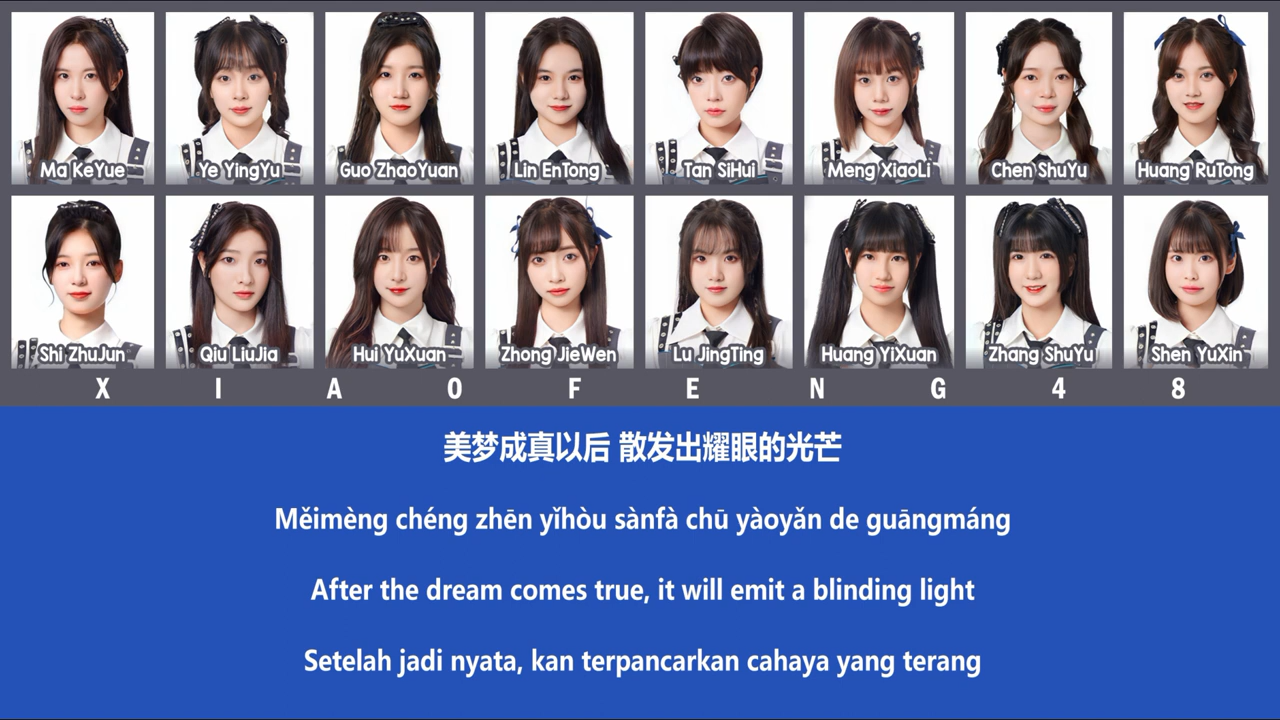 Ma KeYue Ye YingYu Guo ZhaoYuan Lin EnTong Tan SiHui Meng XiaoLi Chen ShuYu Huang RuTong
Shi ZhuJun Qiu LiuJia Hui YuXuan Zhong JieWen Lu JingTing Huang YiXuan Zhang ShuYu Shen YuXin
X I A O F E N G 4 8
美梦成真以后 散发出耀眼的光芒
Měimèng chéng zhēn yǐhòu sànfà chū yàoyǎn de guāngmáng
After the dream comes true, it will emit a blinding light
Setelah jadi nyata, kan terpancarkan cahaya yang terang